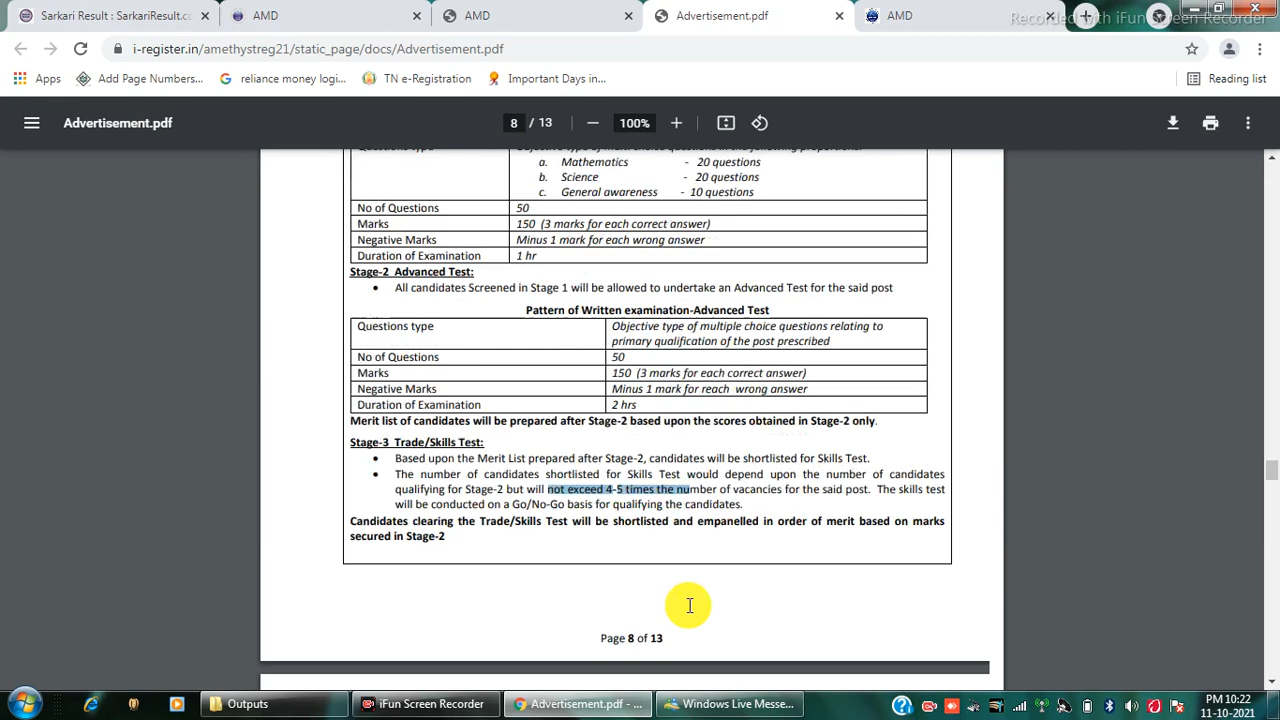 Sarkari Result : SarkariResult.co
AMD
AMD
Advertisement.pdf
AMD
Recorded with iFun Screen Recorder
i-register.in/amethystreg21/static_page/docs/Advertisement.pdf
Apps
Add Page Numbers...
reliance money logi...
TN e-Registration
Important Days in...
Reading list
Advertisement.pdf
8 / 13
100%
a. Mathematics - 20 questions
b. Science - 20 questions
c. General awareness - 10 questions
No of Questions 50
Marks 150 (3 marks for each correct answer)
Negative Marks Minus 1 mark for each wrong answer
Duration of Examination 1 hr
Stage-2 Advanced Test:
• All candidates Screened in Stage 1 will be allowed to undertake an Advanced Test for the said post
Pattern of Written examination-Advanced Test
Questions type Objective type of multiple choice questions relating to
primary qualification of the post prescribed
No of Questions 50
Marks 150 (3 marks for each correct answer)
Negative Marks Minus 1 mark for reach wrong answer
Duration of Examination 2 hrs
Merit list of candidates will be prepared after Stage-2 based upon the scores obtained in Stage-2 only.
Stage-3 Trade/Skills Test:
• Based upon the Merit List prepared after Stage-2, candidates will be shortlisted for Skills Test.
• The number of candidates shortlisted for Skills Test would depend upon the number of candidates
qualifying for Stage-2 but will not exceed 4-5 times the number of vacancies for the said post. The skills test
will be conducted on a Go/No-Go basis for qualifying the candidates.
Candidates clearing the Trade/Skills Test will be shortlisted and empanelled in order of merit based on marks
secured in Stage-2
Page 8 of 13
Outputs
iFun Screen Recorder
Advertisement.pdf - ...
Windows Live Messe...
PM 10:22
11-10-2021